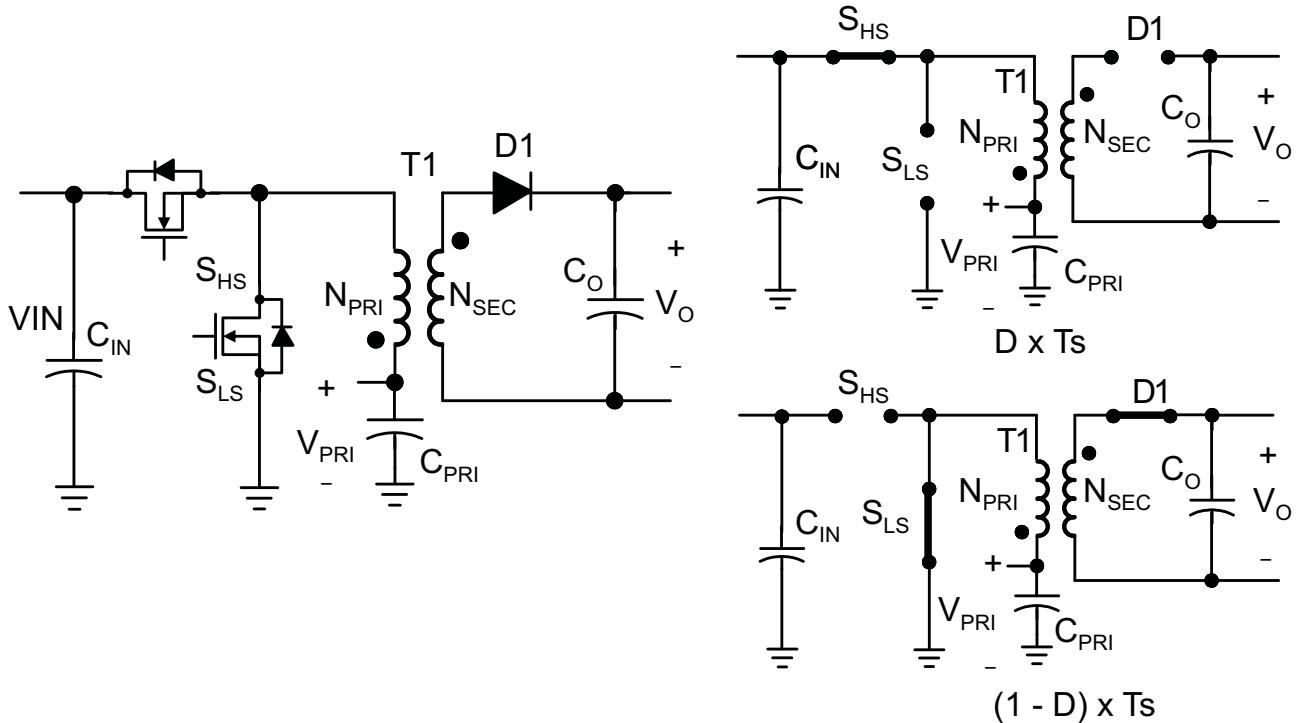 T1
D1
S_HS
N_PRI
N_SEC
C_O
+
V_O
–
VIN
C_IN
S_LS
+
V_PRI
–
C_PRI
S_HS
D1
T1
C_IN
S_LS
N_PRI
N_SEC
C_O
+
V_O
–
+
V_PRI
–
C_PRI
D x Ts
S_HS
D1
T1
C_IN
S_LS
N_PRI
N_SEC
C_O
+
V_O
–
+
V_PRI
–
C_PRI
(1 - D) x Ts